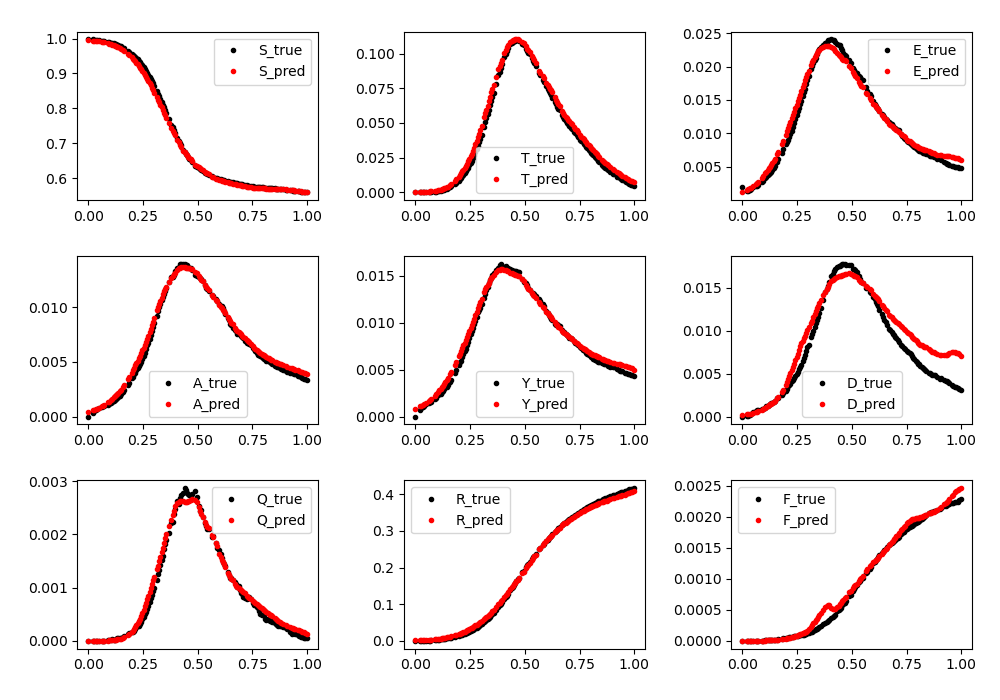 1.0
0.9
0.8
0.7
0.6
0.00 0.25 0.50 0.75 1.00
S_true
S_pred
0.100
0.075
0.050
0.025
0.000
0.00 0.25 0.50 0.75 1.00
T_true
T_pred
0.025
0.020
0.015
0.010
0.005
0.00 0.25 0.50 0.75 1.00
E_true
E_pred
0.010
0.005
0.000
0.00 0.25 0.50 0.75 1.00
A_true
A_pred
0.015
0.010
0.005
0.000
0.00 0.25 0.50 0.75 1.00
Y_true
Y_pred
0.015
0.010
0.005
0.000
0.00 0.25 0.50 0.75 1.00
D_true
D_pred
0.003
0.002
0.001
0.000
0.00 0.25 0.50 0.75 1.00
Q_true
Q_pred
0.4
0.3
0.2
0.1
0.0
0.00 0.25 0.50 0.75 1.00
R_true
R_pred
0.0025
0.0020
0.0015
0.0010
0.0005
0.0000
0.00 0.25 0.50 0.75 1.00
F_true
F_pred